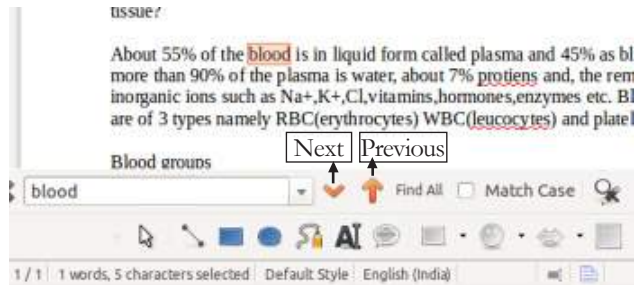 tissue?
About 55% of the blood is in liquid form called plasma and 45% as bl
more than 90% of the plasma is water, about 7% protiens and, the rem
inorganic ions such as Na+,K+,Cl,vitamins,hormones,enzymes etc. Bl
are of 3 types namely RBC(erythrocytes) WBC(leucocytes) and platel
Blood groups
Next Previous
blood Find All Match Case
AI
1 / 1 1 words, 5 characters selected Default Style English (India)